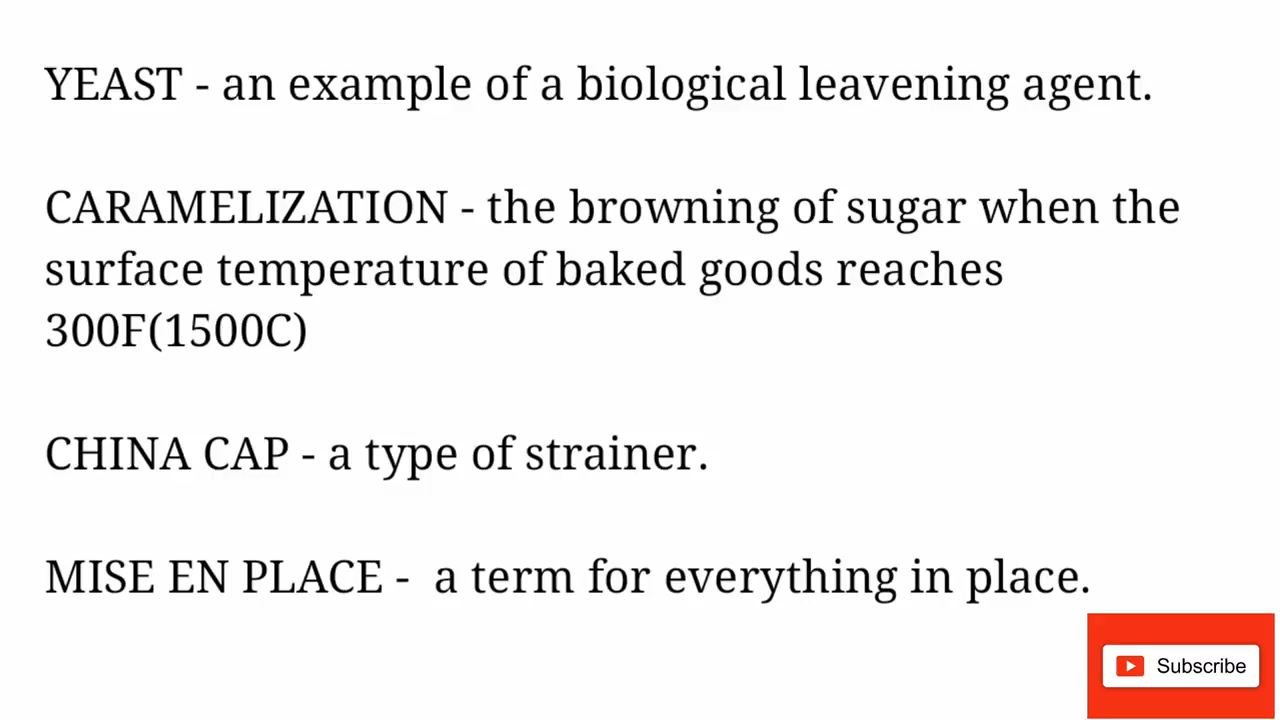 YEAST - an example of a biological leavening agent.
CARAMELIZATION - the browning of sugar when the
surface temperature of baked goods reaches
300F(1500C)
CHINA CAP - a type of strainer.
MISE EN PLACE -  a term for everything in place.
Subscribe